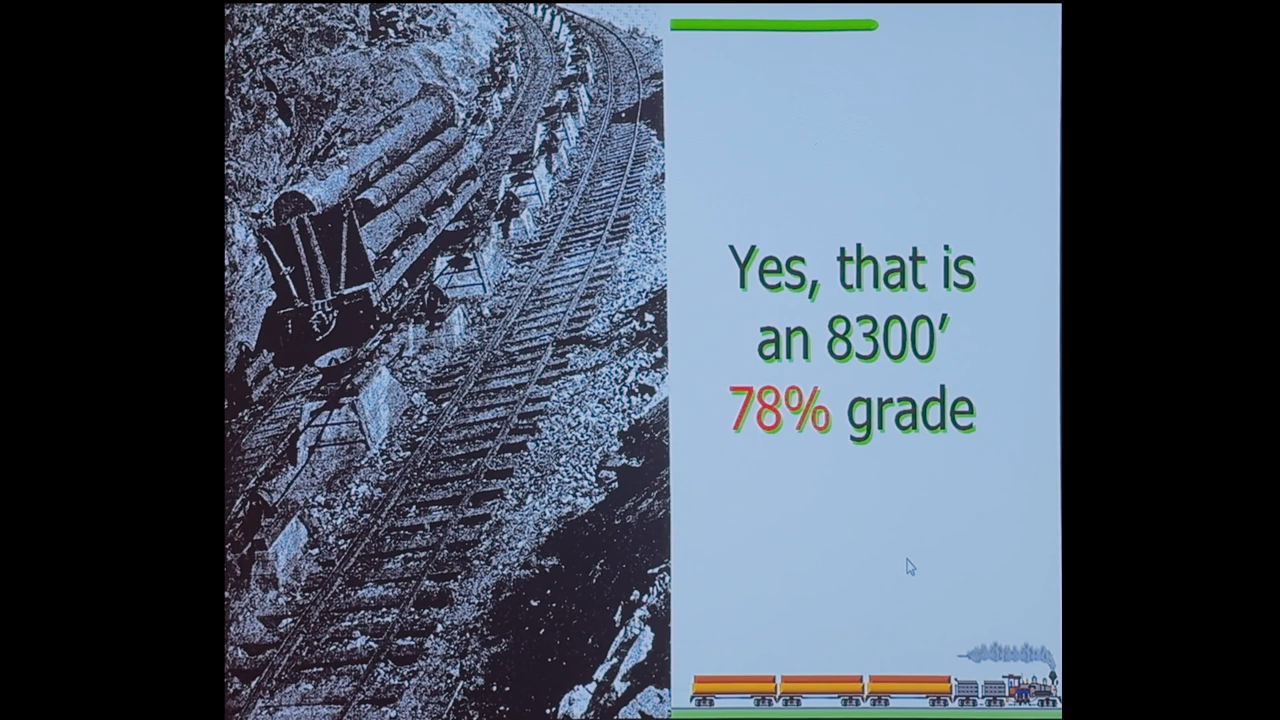 Yes, that is
an 8300′
78% grade